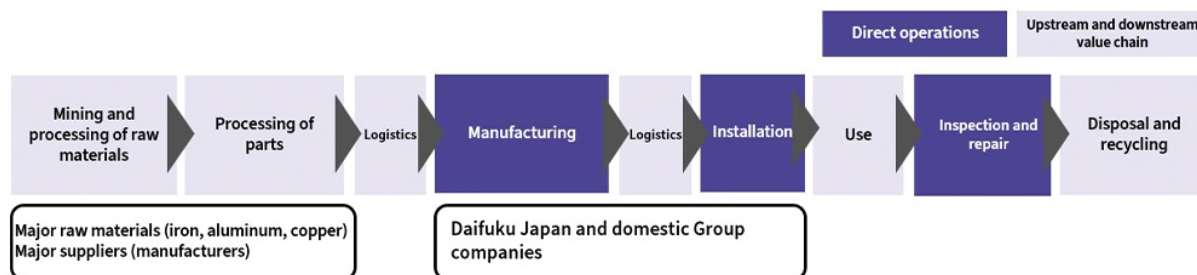 Direct operations
Upstream and downstream
value chain
Mining and
processing of raw
materials
Processing of
parts
Logistics
Manufacturing
Logistics
Installation
Use
Inspection and
repair
Disposal and
recycling
Major raw materials (iron, aluminum, copper)
Major suppliers (manufacturers)
Daifuku Japan and domestic Group
companies